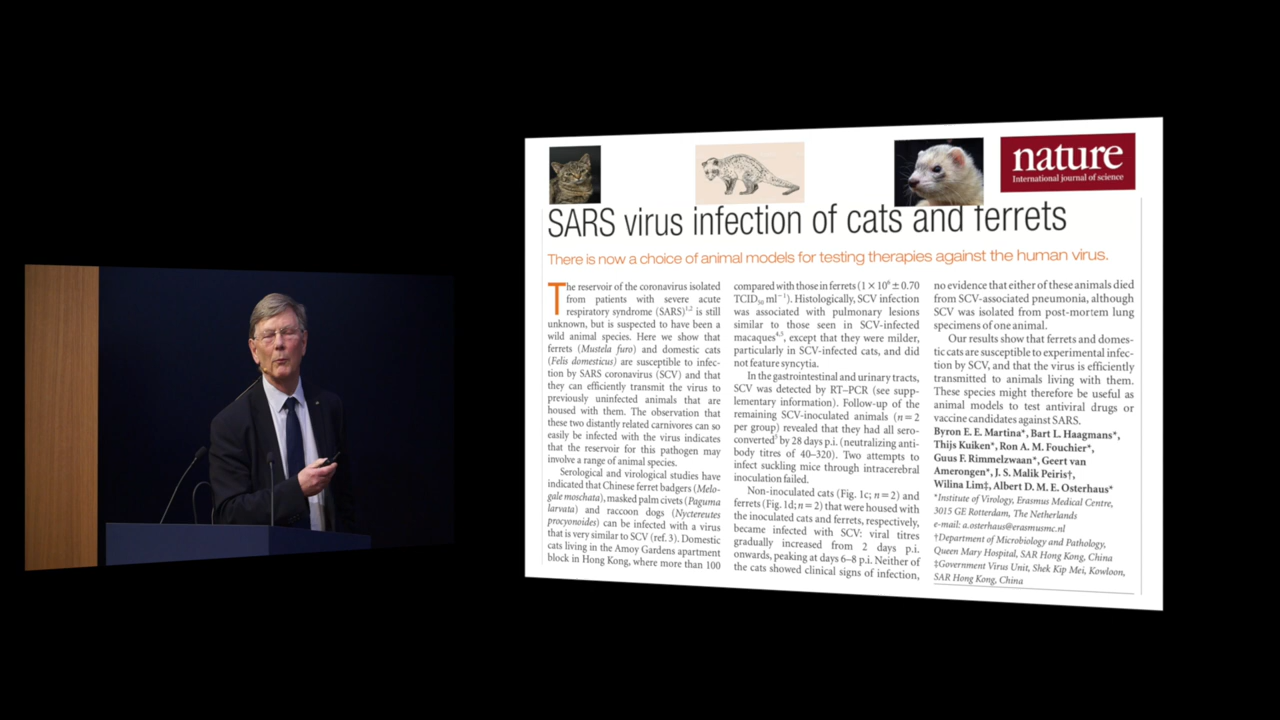 nature
International journal of science
SARS virus infection of cats and ferrets
There is now a choice of animal models for testing therapies against the human virus.
The reservoir of the coronavirus isolated
from patients with severe acute
respiratory syndrome (SARS)1,2 is still
unknown, but is suspected to have been a
wild animal species. Here we show that
ferrets (Mustela furo) and domestic cats
(Felis domesticus) are susceptible to infec-
tion by SARS coronavirus (SCV) and that
they can efficiently transmit the virus to
previously uninfected animals that are
housed with them. The observation that
these two distantly related carnivores can so
easily be infected with the virus indicates
that the reservoir for this pathogen may
involve a range of animal species.
Serological and virological studies have
indicated that Chinese ferret badgers (Melo-
gale moschata), masked palm civets (Paguma
larvata) and raccoon dogs (Nyctereutes
procyonoides) can be infected with a virus
that is very similar to SCV (ref. 3). Domestic
cats living in the Amoy Gardens apartment
block in Hong Kong, where more than 100
compared with those in ferrets (1 × 10⁶ ± 0.70
TCID₅₀ ml⁻¹). Histologically, SCV infection
was associated with pulmonary lesions
similar to those seen in SCV-infected
macaques4,5, except that they were milder,
particularly in SCV-infected cats, and did
not feature syncytia.
In the gastrointestinal and urinary tracts,
SCV was detected by RT–PCR (see supp-
lementary information). Follow-up of the
remaining SCV-inoculated animals (n=2
per group) revealed that they had all sero-
converted by 28 days p.i. (neutralizing anti-
body titres of 40–320). Two attempts to
infect suckling mice through intracerebral
inoculation failed.
Non-inoculated cats (Fig. 1c; n=2) and
ferrets (Fig. 1d; n=2) that were housed with
the inoculated cats and ferrets, respectively,
became infected with SCV: viral titres
gradually increased from 2 days p.i.
onwards, peaking at days 6–8 p.i. Neither of
the cats showed clinical signs of infection,
no evidence that either of these animals died
from SCV-associated pneumonia, although
SCV was isolated from post-mortem lung
specimens of one animal.
Our results show that ferrets and domes-
tic cats are susceptible to experimental infec-
tion by SCV, and that the virus is efficiently
transmitted to animals living with them.
These species might therefore be useful as
animal models to test antiviral drugs or
vaccine candidates against SARS.
Byron E. E. Martina*, Bart L. Haagmans*,
Thijs Kuiken*, Ron A. M. Fouchier*,
Guus F. Rimmelzwaan*, Geert van
Amerongen*, J. S. Malik Peiris†,
Wilina Lim‡, Albert D. M. E. Osterhaus*
*Institute of Virology, Erasmus Medical Centre,
3015 GE Rotterdam, The Netherlands
e-mail: a.osterhaus@erasmusmc.nl
†Department of Microbiology and Pathology,
Queen Mary Hospital, SAR Hong Kong, China
‡Government Virus Unit, Shek Kip Mei, Kowloon,
SAR Hong Kong, China